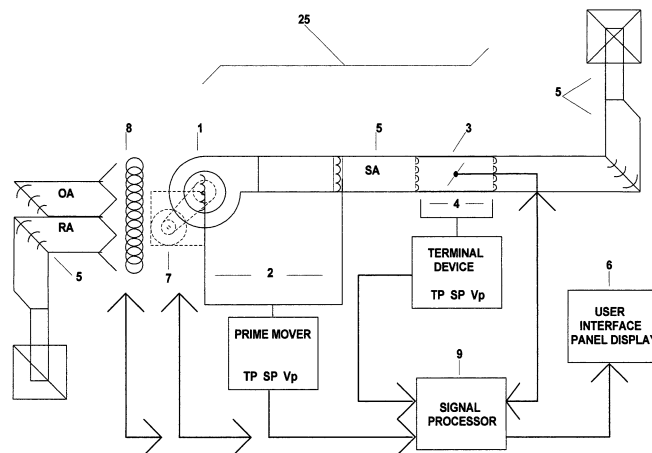 25
5
8
1
5
3
OA
SA
RA
4
5
7
2
TERMINAL
DEVICE
TP SP Vp
6
PRIME MOVER
TP SP Vp
9
USER
INTERFACE
PANEL DISPLAY
SIGNAL
PROCESSOR